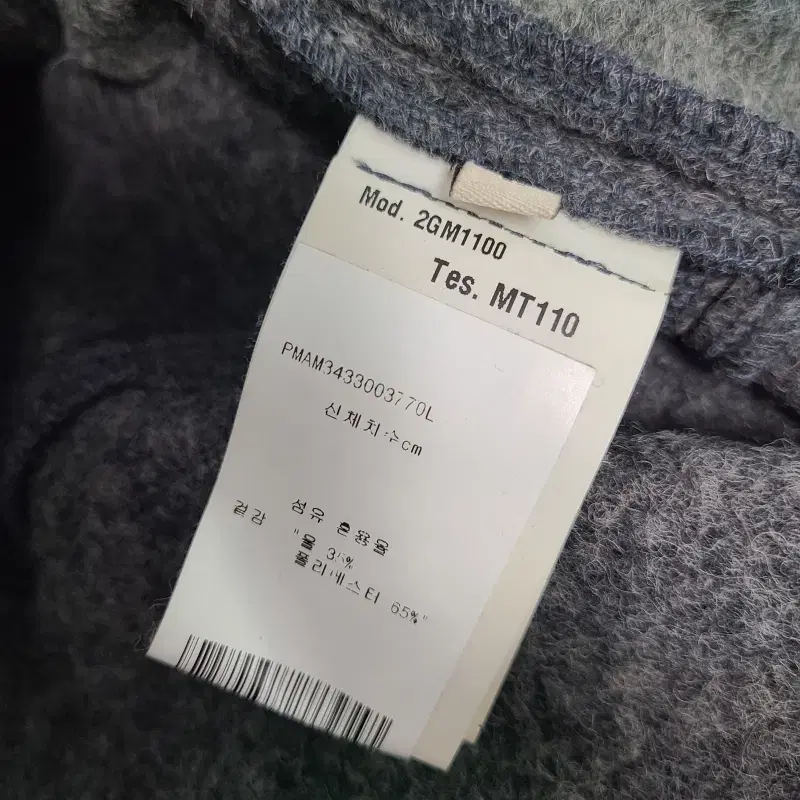 Mod. 2GM1100
Tes. MT110
PMAM3433003770L
신체치수cm
섬유 혼용율
겉감 "울 35%
폴리에스터 65%"